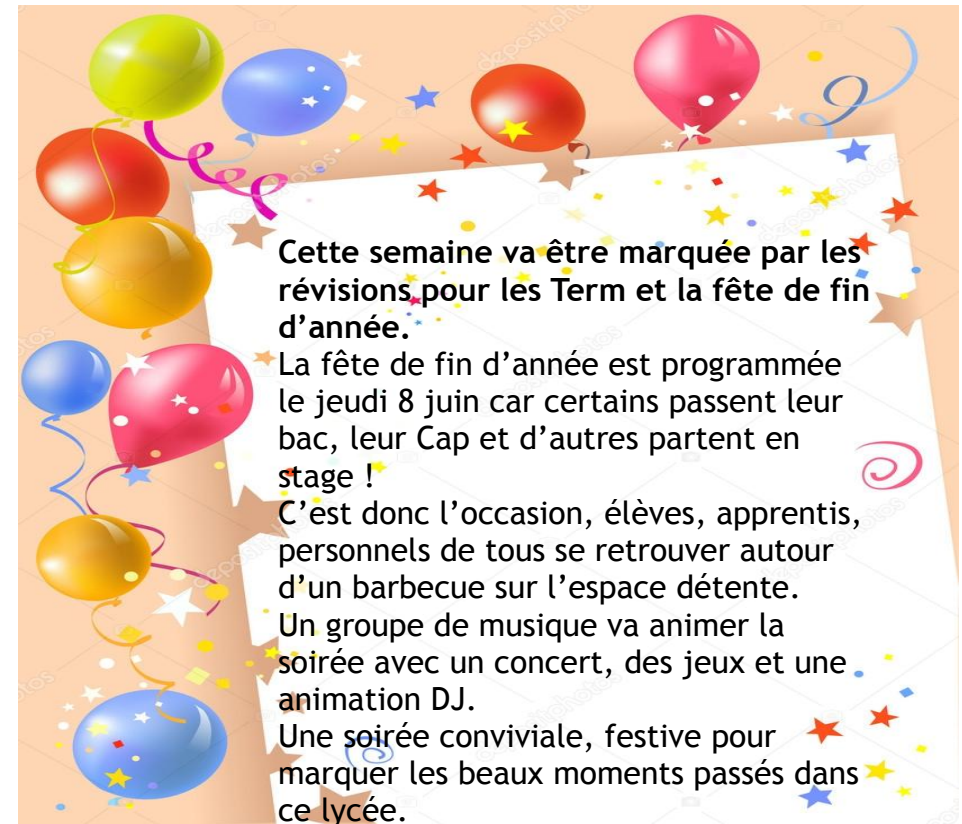 Cette semaine va être marquée par les
révisions pour les Term et la fête de fin
d’année.
La fête de fin d’année est programmée
le jeudi 8 juin car certains passent leur
bac, leur Cap et d’autres partent en
stage !
C’est donc l’occasion, élèves, apprentis,
personnels de tous se retrouver autour
d’un barbecue sur l’espace détente.
Un groupe de musique va animer la
soirée avec un concert, des jeux et une
animation DJ.
Une soirée conviviale, festive pour
marquer les beaux moments passés dans
ce lycée.